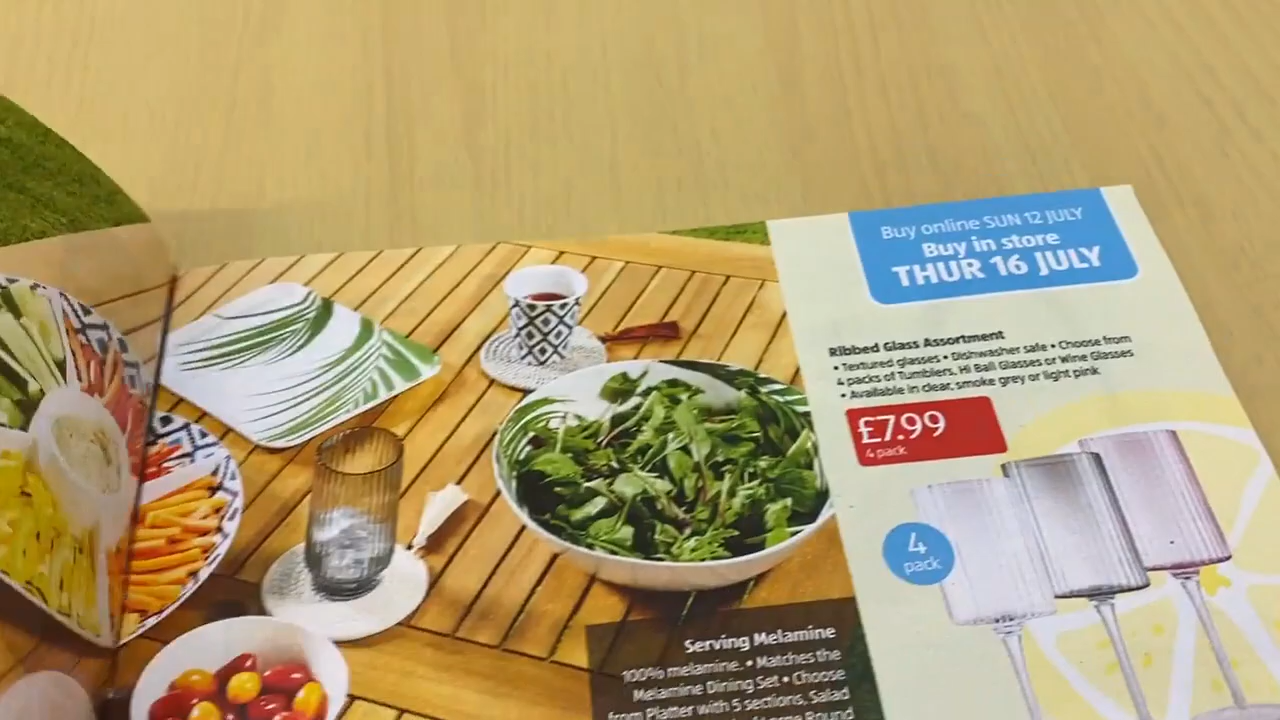 Buy online SUN 12 JULY
Buy in store
THUR 16 JULY
Ribbed Glass Assortment
• Textured glasses • Dishwasher safe • Choose from
4 packs of Tumblers, Hi Ball Glasses or Wine Glasses
• Available in clear, smoke grey or light pink
£7.99
4 pack
4
pack
Serving Melamine
100% melamine. • Matches the
Melamine Dining Set • Choose
from Platter with 5 sections, Salad
Large Round